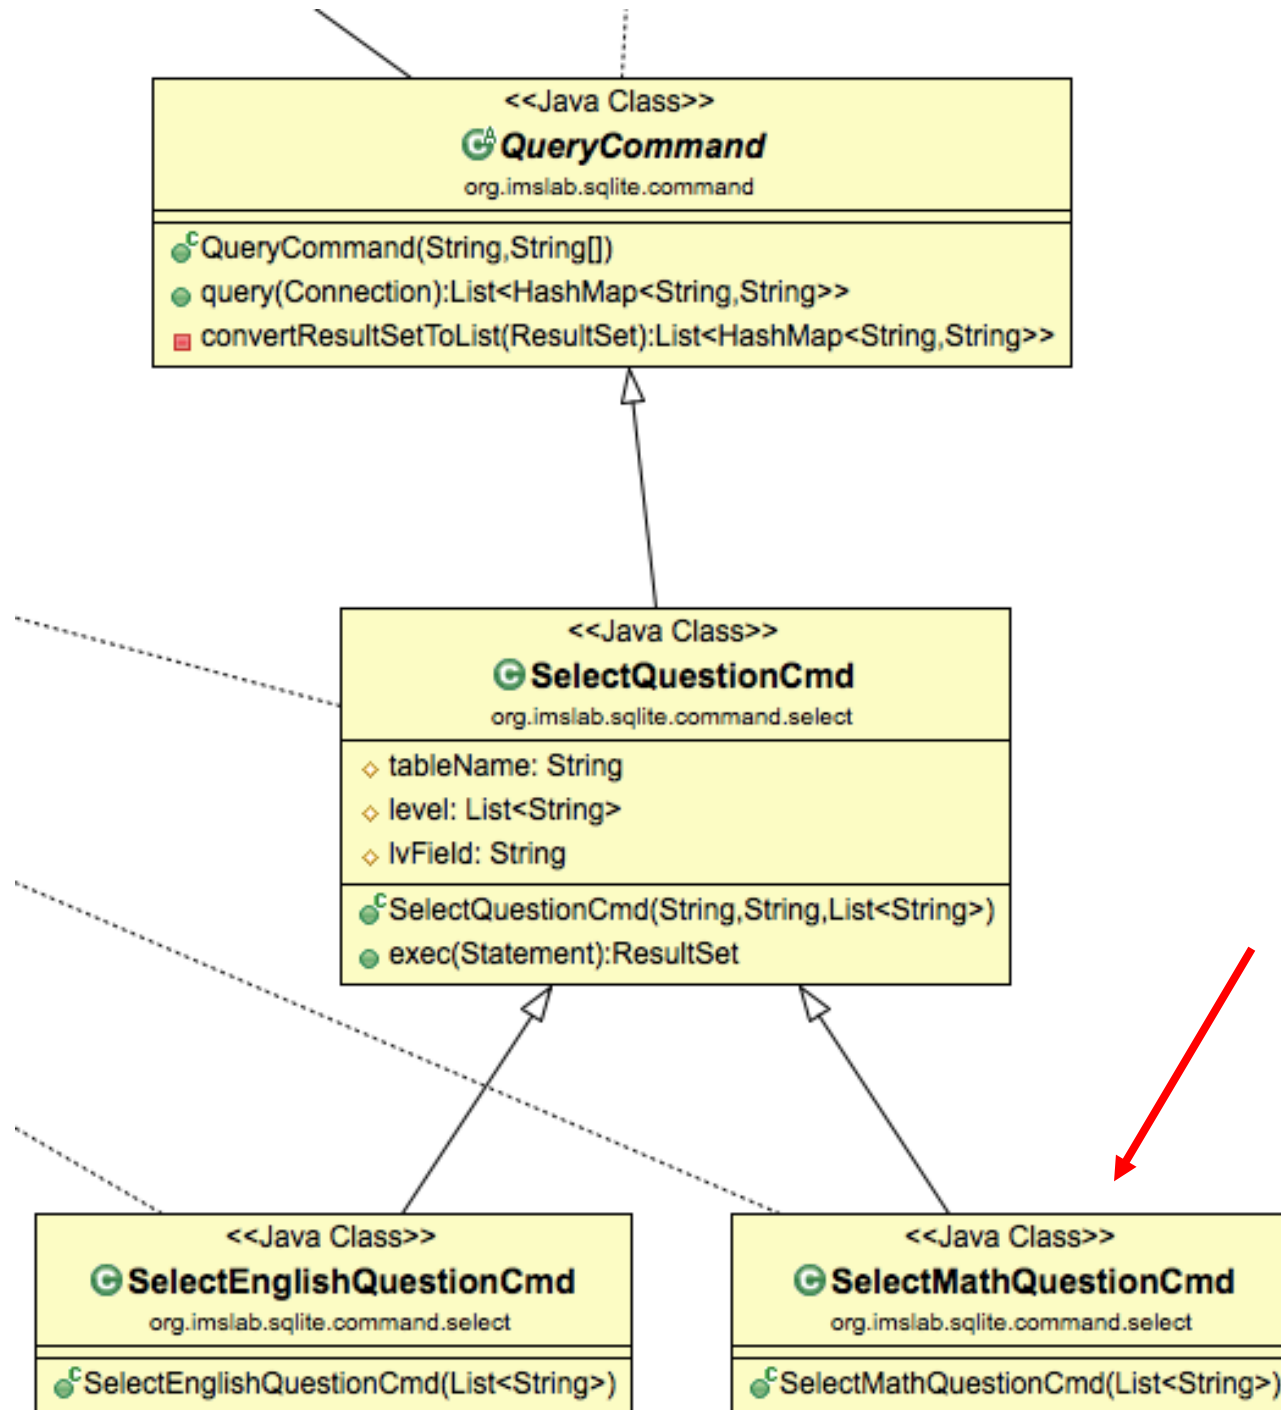 <<Java Class>>
QueryCommand
org.imslab.sqlite.command
QueryCommand(String,String[])
query(Connection):List<HashMap<String,String>>
convertResultSetToList(ResultSet):List<HashMap<String,String>>
<<Java Class>>
SelectQuestionCmd
org.imslab.sqlite.command.select
tableName: String
level: List<String>
lvField: String
SelectQuestionCmd(String,String,List<String>)
exec(Statement):ResultSet
<<Java Class>>
SelectEnglishQuestionCmd
org.imslab.sqlite.command.select
SelectEnglishQuestionCmd(List<String>)
<<Java Class>>
SelectMathQuestionCmd
org.imslab.sqlite.command.select
SelectMathQuestionCmd(List<String>)